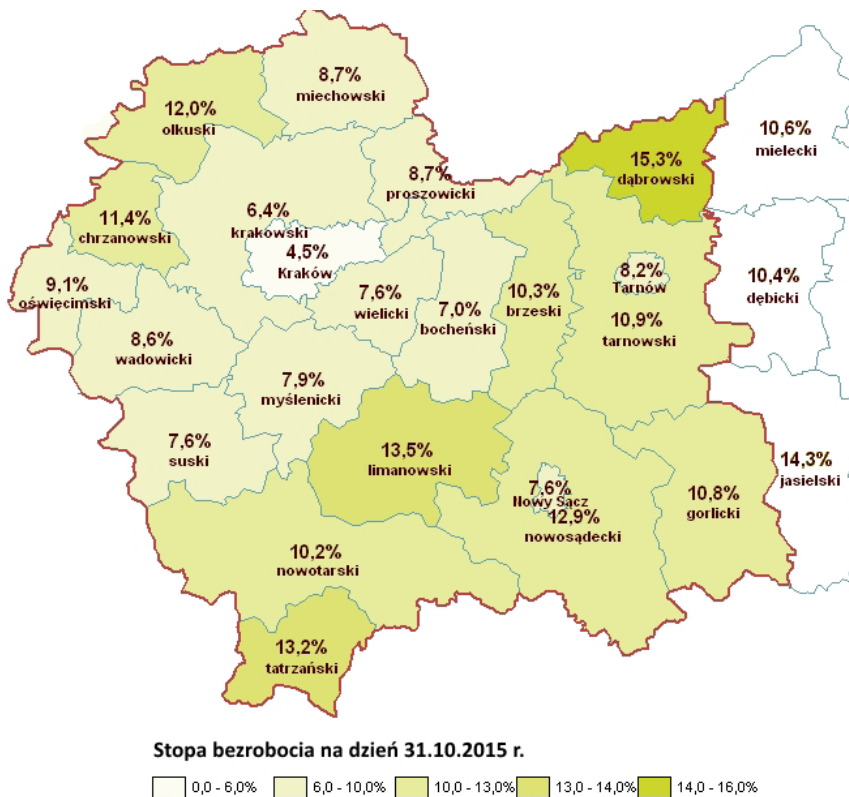 8,7%
miechowski
12,0%
olkuski
10,6%
mielecki
15,3%
dąbrowski
8,7%
proszowicki
11,4%
chrzanowski
6,4%
krakowski
4,5%
Kraków
9,1%
oświęcimski
8,2%
Tarnów
10,4%
dębicki
7,6%
wielicki
7,0%
bocheński
10,3%
brzeski
10,9%
tarnowski
8,6%
wadowicki
7,9%
myślenicki
7,6%
suski
13,5%
limanowski
14,3%
jasielski
7,6%
Nowy Sącz
12,9%
nowosądecki
10,8%
gorlicki
10,2%
nowotarski
13,2%
tatrzański
Stopa bezrobocia na dzień 31.10.2015 r.
0,0 - 6,0% 6,0 - 10,0% 10,0 - 13,0% 13,0 - 14,0% 14,0 - 16,0%